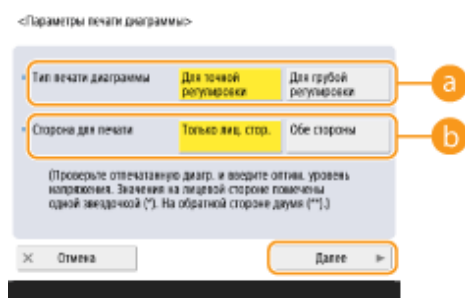 <Параметры печати диаграммы>
Тип печати диаграммы
Для точной
регулировки
Для грубой
регулировки
a
Сторона для печати
Только лиц. стор.
Обе стороны
b
(Проверьте отпечатанную диагр. и введите оптим. уровень
напряжения. Значения на лицевой стороне помечены
одной звездочкой (*). На обратной стороне двумя (**).)
Отмена
Далее